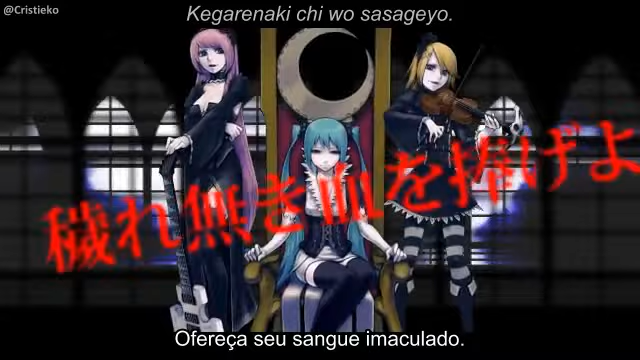 @Cristieko
Kegarenaki chi wo sasageyo.
穢れ無き血を捧げよ
Ofereça seu sangue imaculado.